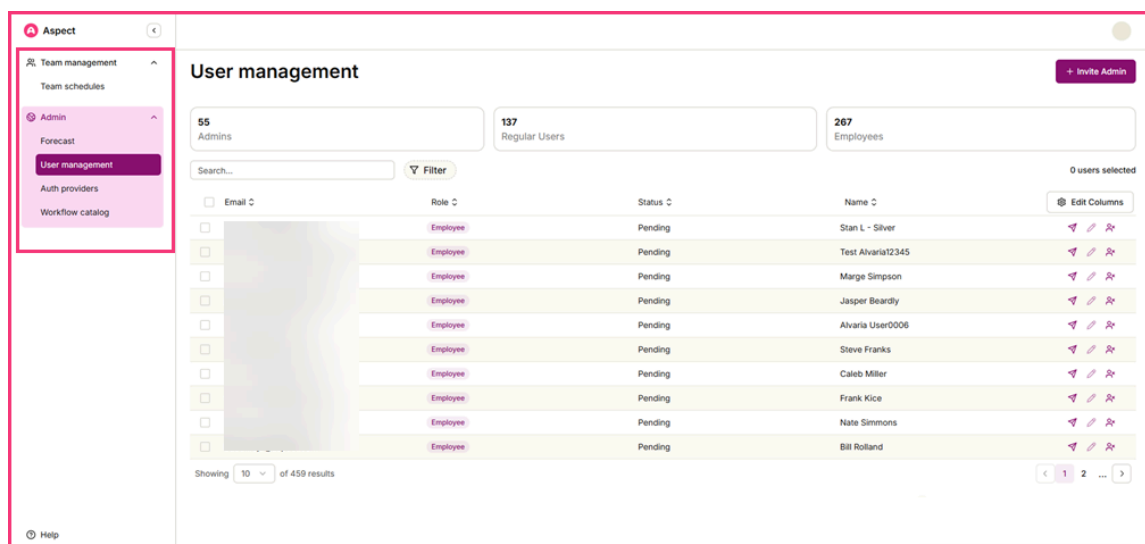 Aspect
Team management
Team schedules
Admin
Forecast
User management
Auth providers
Workflow catalog
Help
User management
+ Invite Admin
55
Admins
137
Regular Users
267
Employees
Search...
Filter
0 users selected
Email Role Status Name Edit Columns
Employee Pending Stan L - Silver
Employee Pending Test Alvaria12345
Employee Pending Marge Simpson
Employee Pending Jasper Beardly
Employee Pending Alvaria User0006
Employee Pending Steve Franks
Employee Pending Caleb Miller
Employee Pending Frank Kice
Employee Pending Nate Simmons
Employee Pending Bill Rolland
Showing 10 of 459 results
1 2 ...